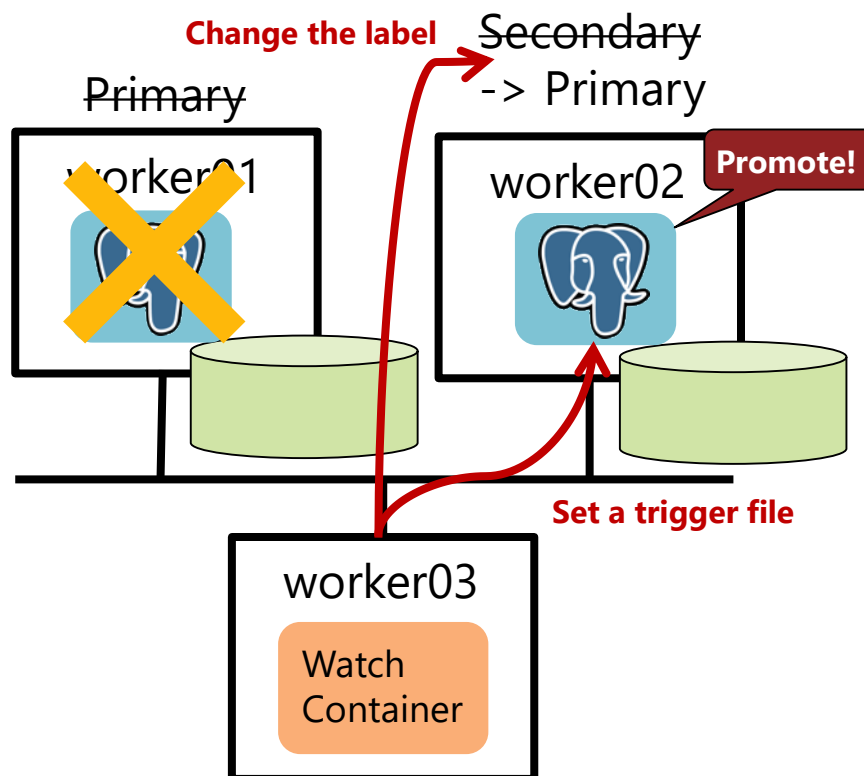 Change the label
Secondary
-> Primary
Primary
worker01
worker02
Promote!
Set a trigger file
worker03
Watch
Container